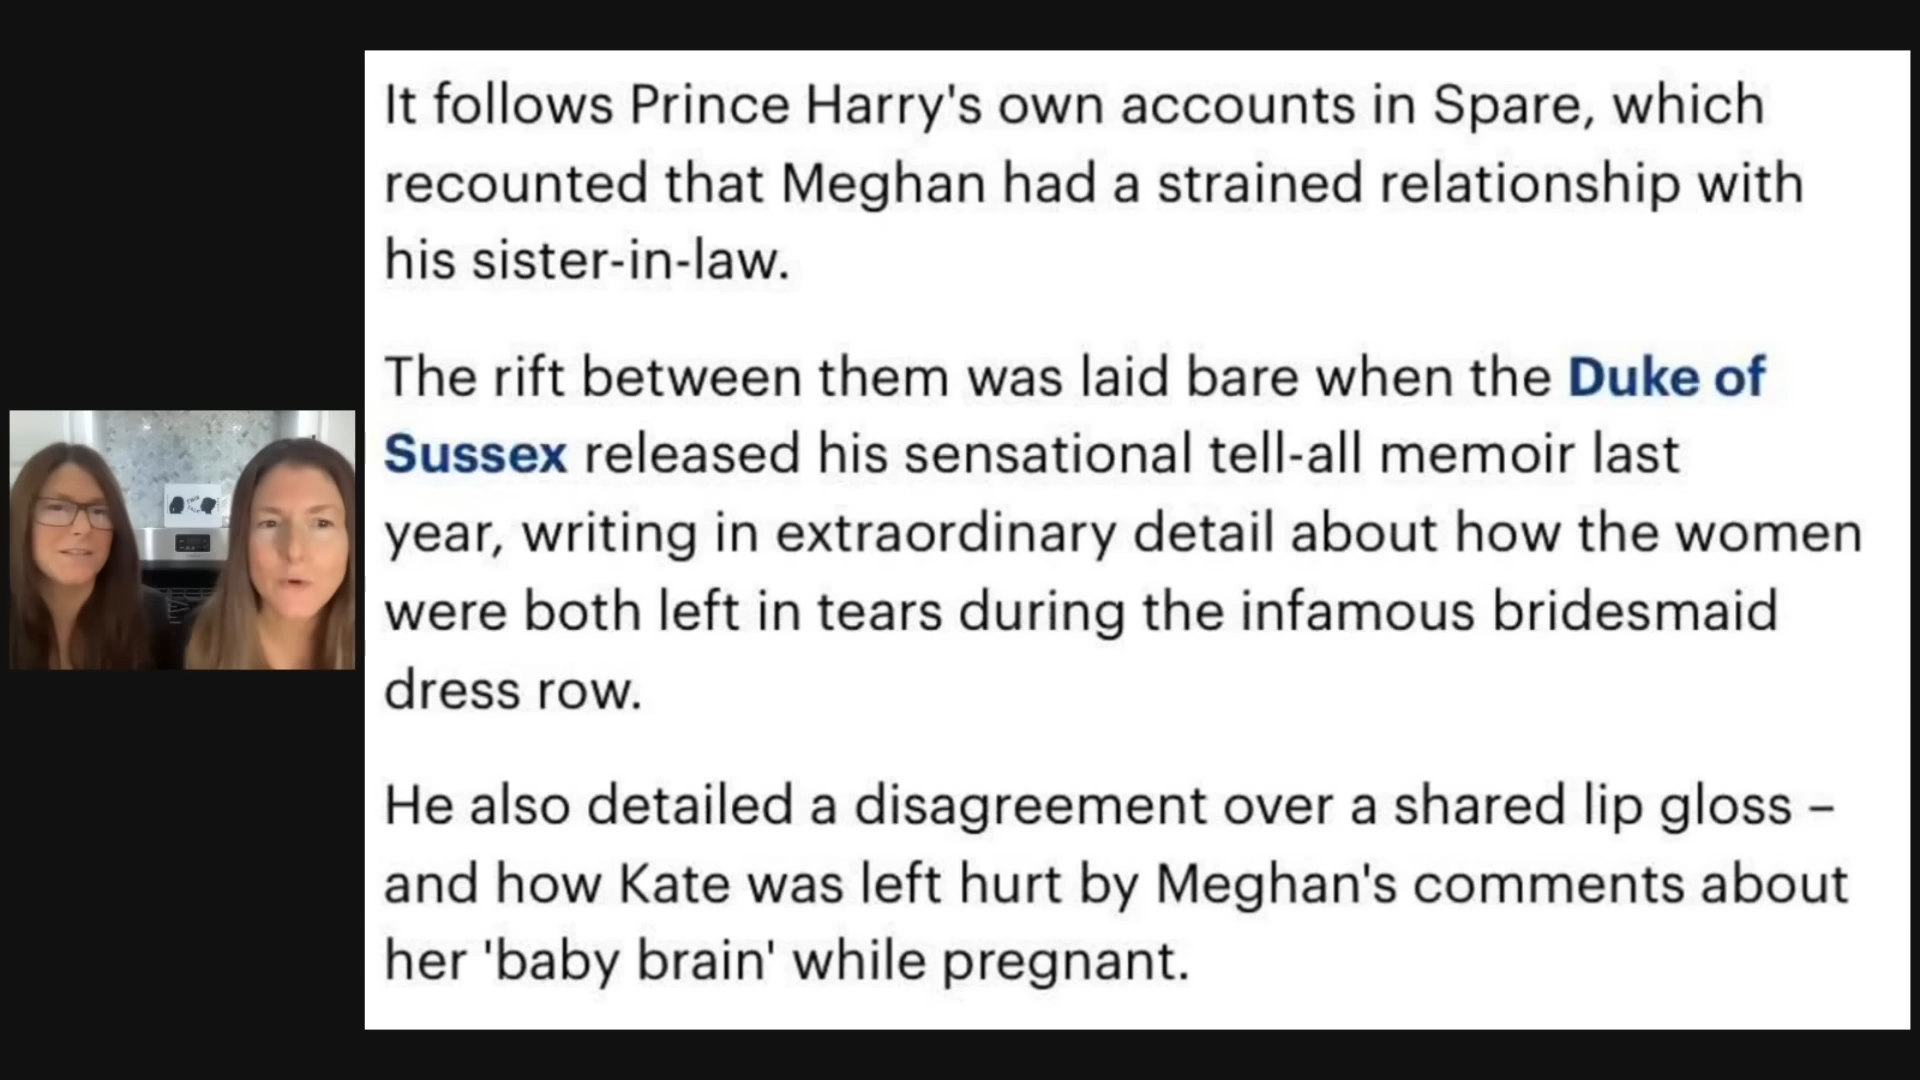 It follows Prince Harry's own accounts in Spare, which
recounted that Meghan had a strained relationship with
his sister-in-law.
The rift between them was laid bare when the Duke of
Sussex released his sensational tell-all memoir last
year, writing in extraordinary detail about how the women
were both left in tears during the infamous bridesmaid
dress row.
He also detailed a disagreement over a shared lip gloss –
and how Kate was left hurt by Meghan's comments about
her 'baby brain' while pregnant.